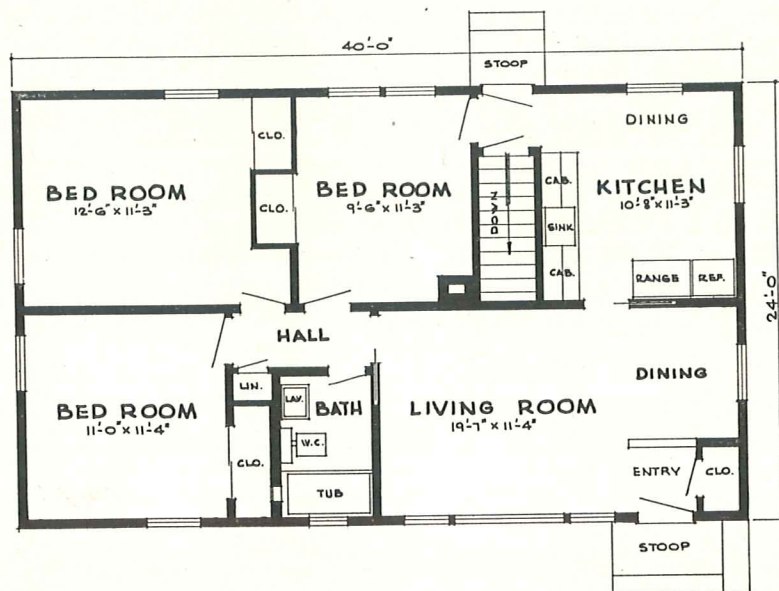 40'-0"
STOOP
DINING
CLO.
BED ROOM
12'-6" x 11'-3"
BED ROOM
9'-6" x 11'-3"
CLO.
DOWN
CAB.
SINK
CAB.
KITCHEN
10'-8" x 11'-3"
RANGE
REF.
24'-0"
HALL
BED ROOM
11'-0" x 11'-4"
LIN.
CLO.
LAV.
BATH
W.C.
TUB
LIVING ROOM
19'-7" x 11'-4"
DINING
ENTRY
CLO.
STOOP